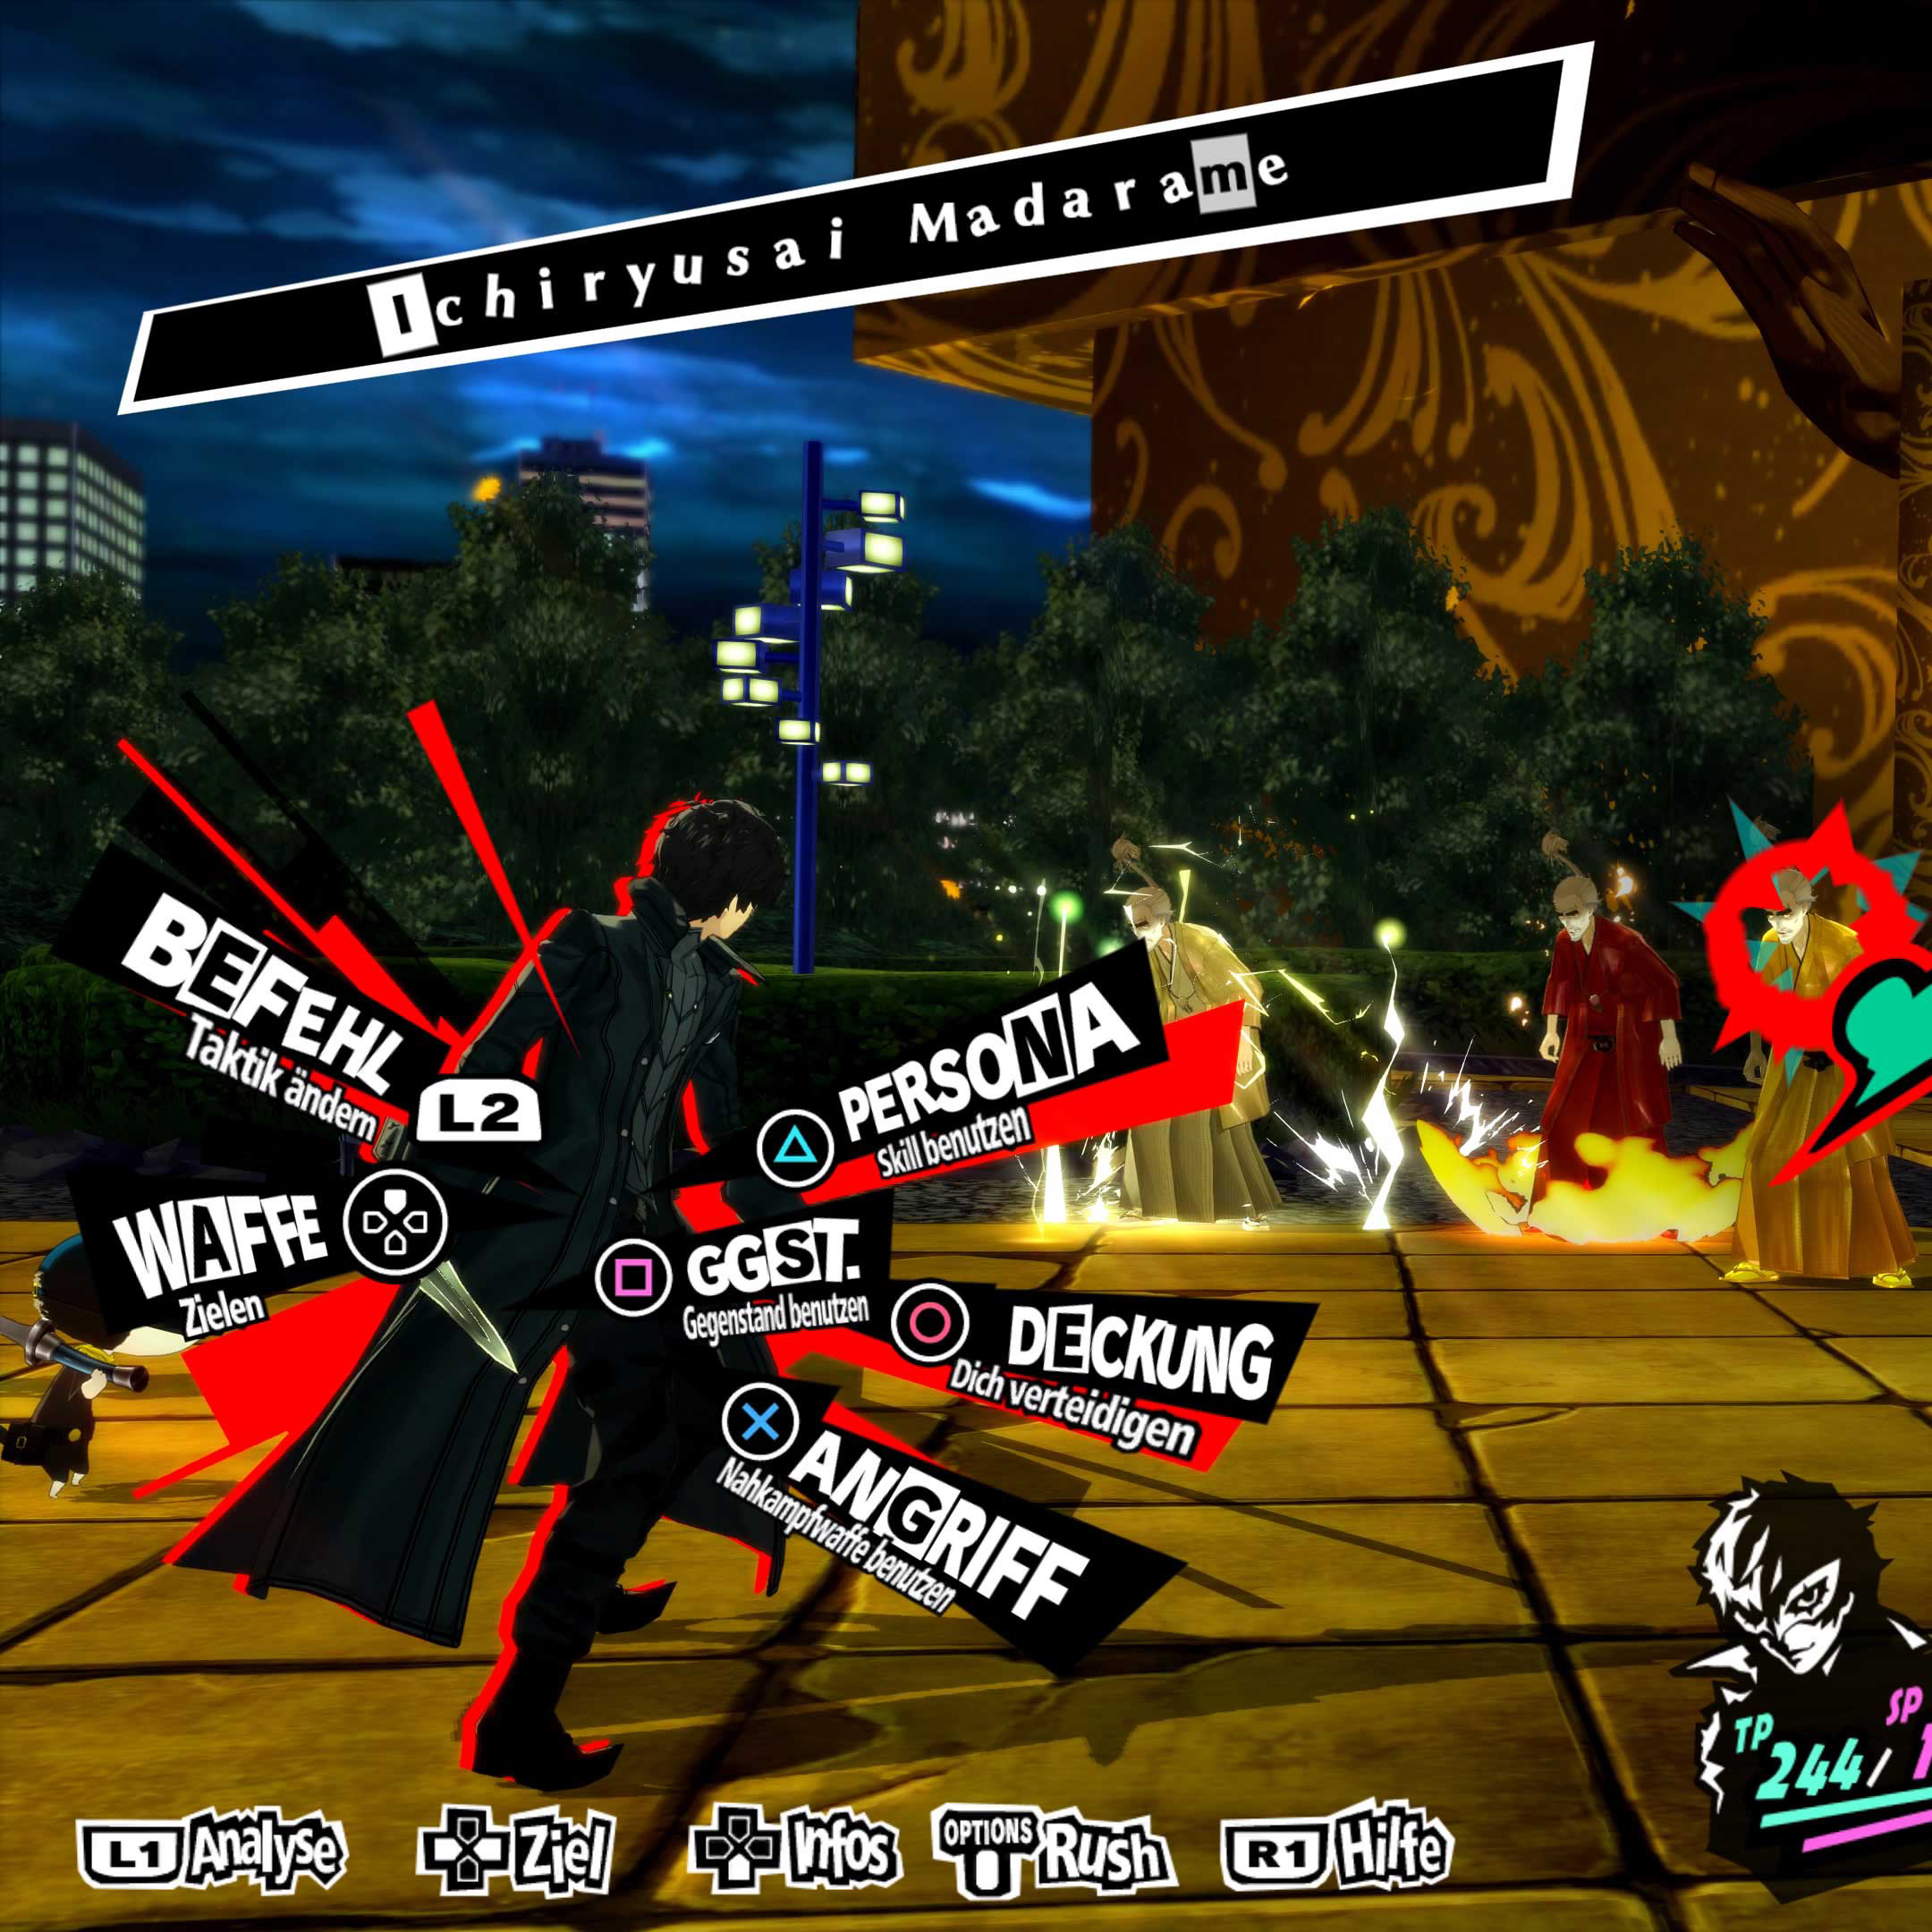 Ichiryusai Madarame
BEFEHL
Taktik ändern
L2
PERSONA
Skill benutzen
WAFFE
Zielen
GGST.
Gegenstand benutzen
DECKUNG
Dich verteidigen
ANGRIFF
Nahkampfwaffe benutzen
SP
TP
244/
L1 Analyse
Ziel
Infos
OPTIONS Rush
R1 Hilfe